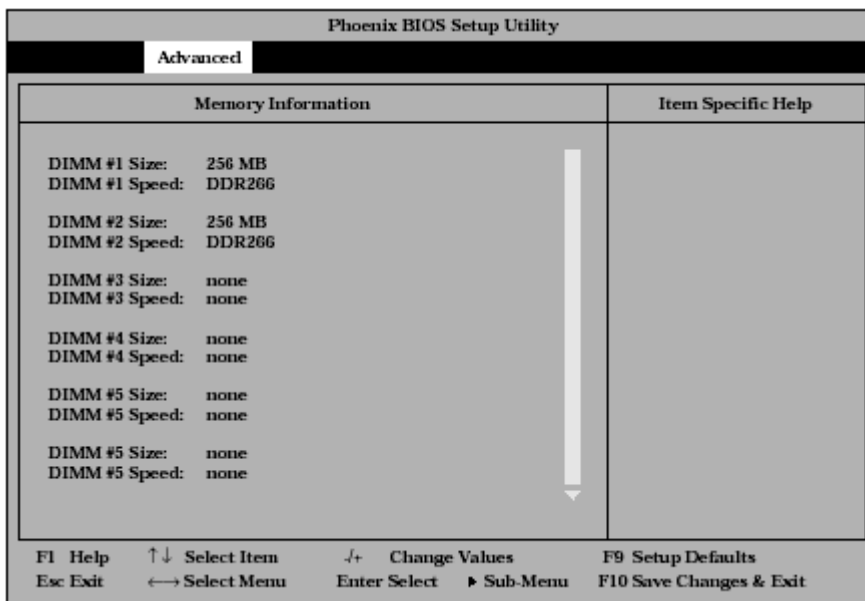 Phoenix BIOS Setup Utility
Advanced
Memory Information
Item Specific Help
DIMM #1 Size: 256 MB
DIMM #1 Speed: DDR266
DIMM #2 Size: 256 MB
DIMM #2 Speed: DDR266
DIMM #3 Size: none
DIMM #3 Speed: none
DIMM #4 Size: none
DIMM #4 Speed: none
DIMM #5 Size: none
DIMM #5 Speed: none
DIMM #5 Size: none
DIMM #5 Speed: none
F1 Help ↑↓ Select Item -/+ Change Values F9 Setup Defaults
Esc Exit ←→ Select Menu Enter Select ▶ Sub-Menu F10 Save Changes & Exit